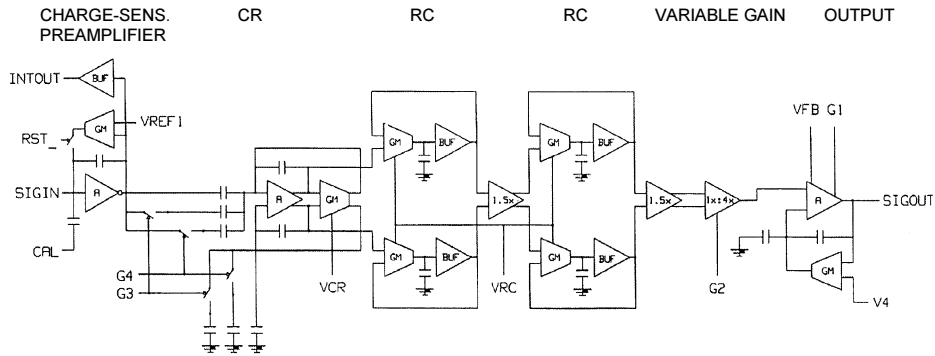 CHARGE-SENS. PREAMPLIFIER
CR
RC
RC
VARIABLE GAIN
OUTPUT
INTOUT
BUF
GM
VREF1
RST_
SIGIN
A
CAL
G4
G3
A
GM
VCR
GM
BUF
GM
BUF
1.5x
VRC
GM
BUF
GM
BUF
1.5x
1x:4x
G2
VFB
G1
A
SIGOUT
GM
V4